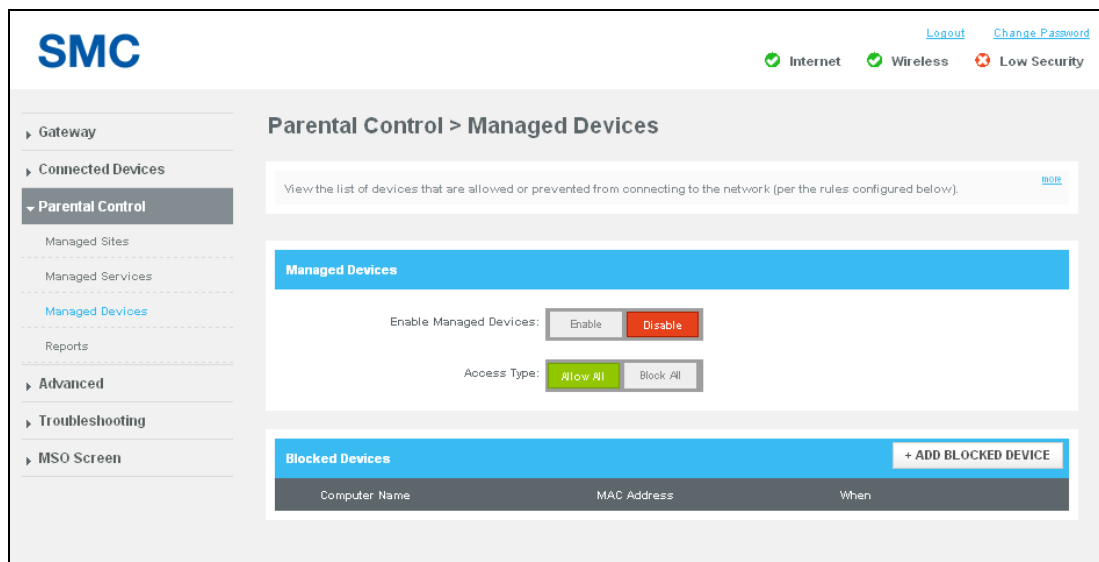 SMC
Logout Change Password
Internet Wireless Low Security
Gateway
Connected Devices
Parental Control
Managed Sites
Managed Services
Managed Devices
Reports
Advanced
Troubleshooting
MSO Screen
Parental Control > Managed Devices
View the list of devices that are allowed or prevented from connecting to the network (per the rules configured below).
more
Managed Devices
Enable Managed Devices: Enable Disable
Access Type: Allow All Block All
Blocked Devices + ADD BLOCKED DEVICE
Computer Name MAC Address When